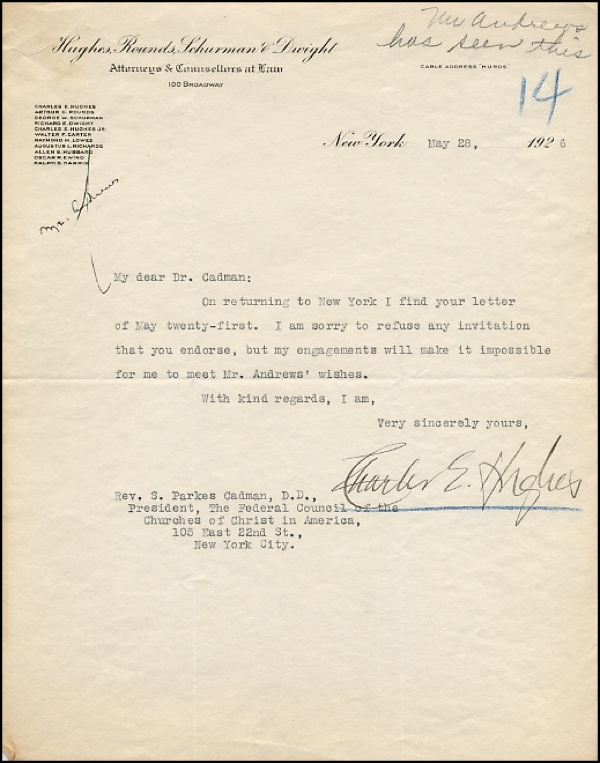 Mr Andrews
has seen this
Hughes, Rounds, Schurman & Dwight
Attorneys & Counsellors at Law
100 BROADWAY
CABLE ADDRESS "HUROS"
14
CHARLES E. HUGHES
ARTHUR C. ROUNDS
GEORGE W. SCHURMAN
RICHARD E. DWIGHT
CHARLES E. HUGHES JR.
WALTER F. CARTER
RAYMOND M. LOWES
AUGUSTUS L. RICHARDS
ALLEN S. HUBBARD
OSCAR R. EWING
RALPH S. HARRIS
New York May 28, 1926
Mr. Andrews
My dear Dr. Cadman:
On returning to New York I find your letter
of May twenty-first. I am sorry to refuse any invitation
that you endorse, but my engagements will make it impossible
for me to meet Mr. Andrews' wishes.
With kind regards, I am,
Very sincerely yours,
Charles E. Hughes
Rev. S. Parkes Cadman, D.D.,
President, The Federal Council of the
Churches of Christ in America,
105 East 22nd St.,
New York City.